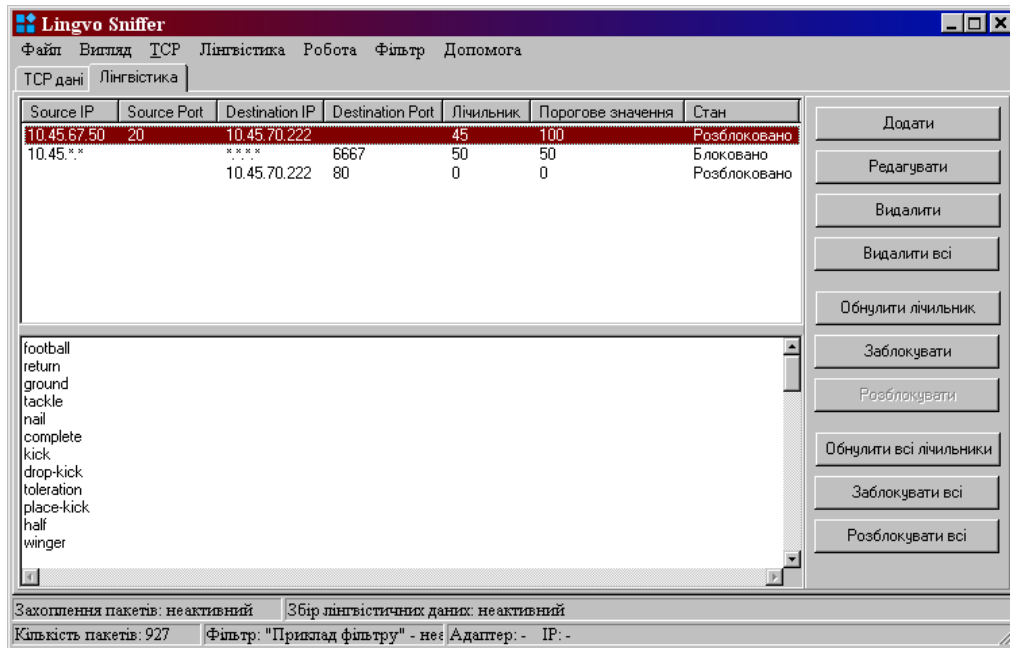 Lingvo Sniffer
Файл Вигляд TCP Лінгвістика Робота Фільтр Допомога
TCP дані Лінгвістика
Source IP Source Port Destination IP Destination Port Лічильник Порогове значення Стан
10.45.67.50 20 10.45.70.222 45 100 Розблоковано
10.45.*.* *.*.*.* 6667 50 50 Блоковано
10.45.70.222 80 0 0 Розблоковано
Додати
Редагувати
Видалити
Видалити всі
Обнулити лічильник
Заблокувати
Розблокувати
Обнулити всі лічильники
Заблокувати всі
Розблокувати всі
football
return
ground
tackle
nail
complete
kick
drop-kick
toleration
place-kick
half
winger
Захоплення пакетів: неактивний Збір лінгвістичних даних: неактивний
Кількість пакетів: 927 Фільтр: "Приклад фільтру" - неа Адаптер: - IP: -